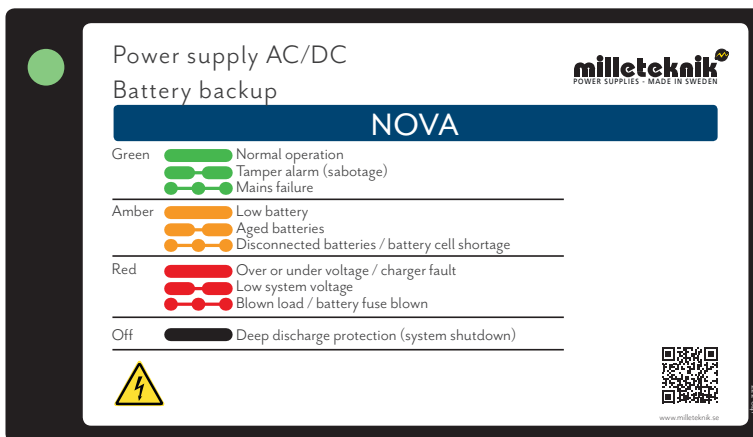 Power supply AC/DC
Battery backup
milleteknik
POWER SUPPLIES - MADE IN SWEDEN
NOVA
Green
Normal operation
Tamper alarm (sabotage)
Mains failure
Amber
Low battery
Aged batteries
Disconnected batteries / battery cell shortage
Red
Over or under voltage / charger fault
Low system voltage
Blown load / battery fuse blown
Off
Deep discharge protection (system shutdown)
www.milleteknik.se